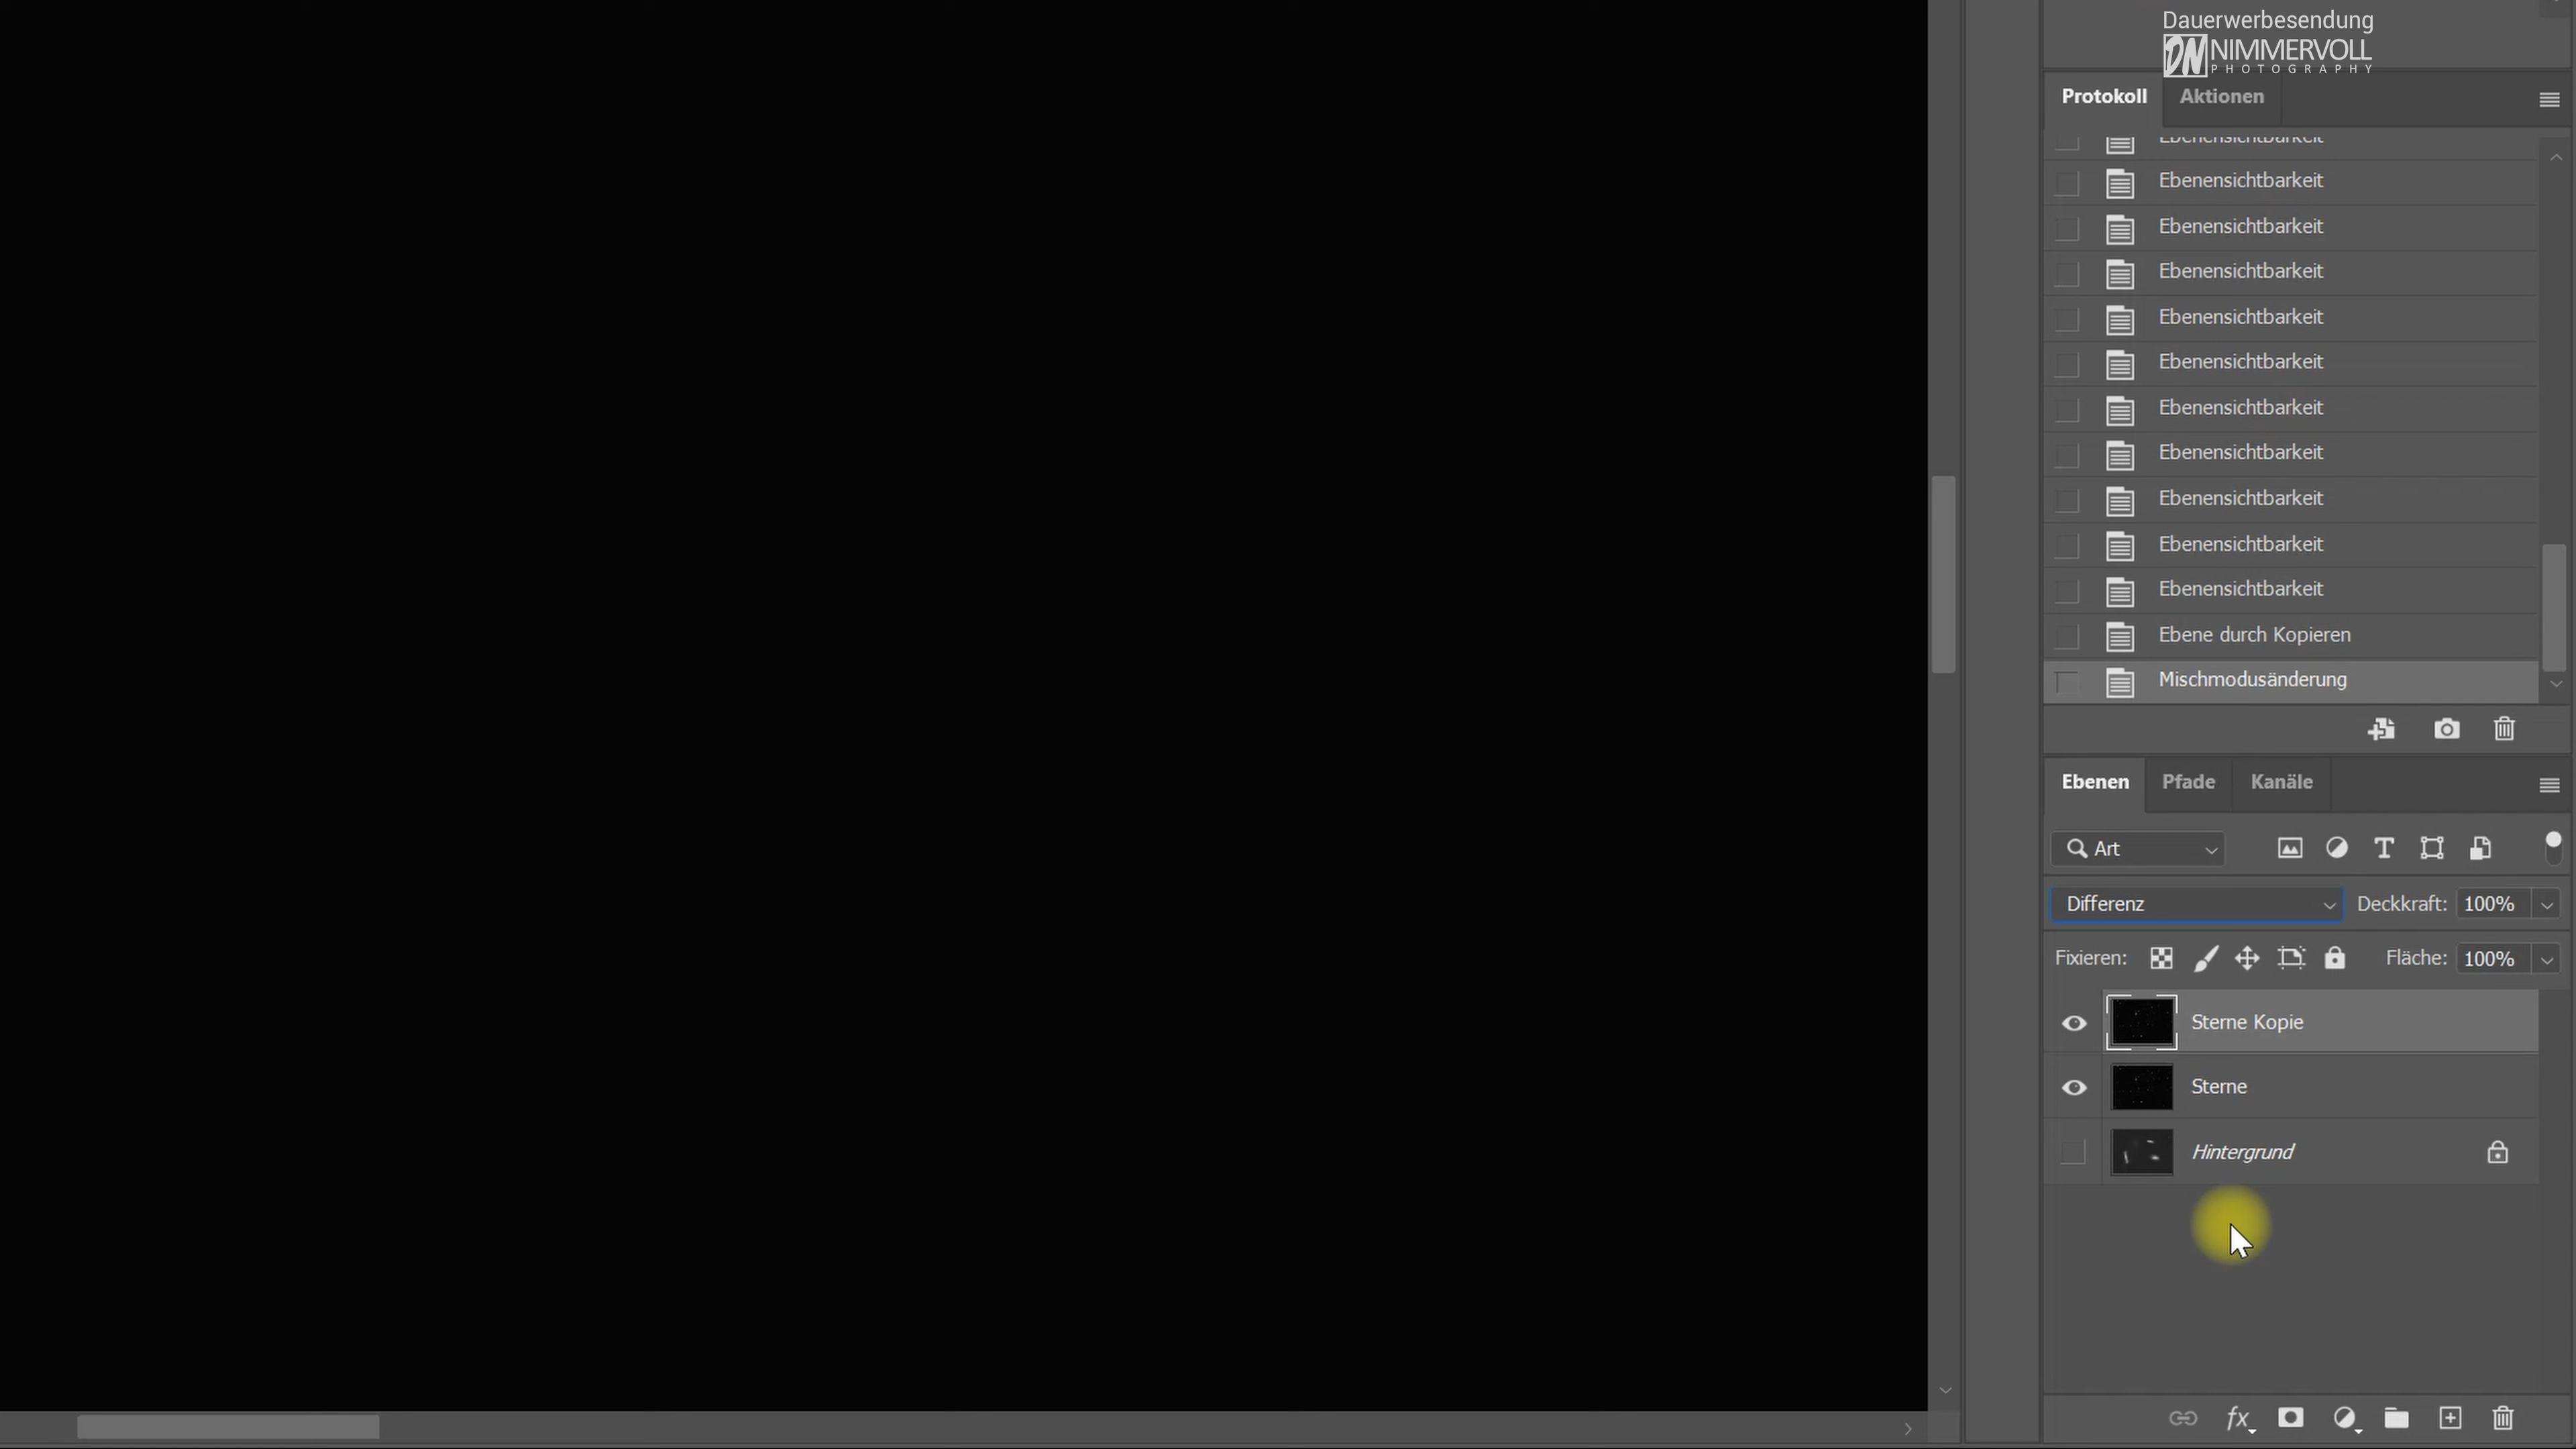 Dauerwerbesendung
DN NIMMERVOLL
PHOTOGRAPHY
Protokoll Aktionen
Ebenensichtbarkeit
Ebenensichtbarkeit
Ebenensichtbarkeit
Ebenensichtbarkeit
Ebenensichtbarkeit
Ebenensichtbarkeit
Ebenensichtbarkeit
Ebenensichtbarkeit
Ebenensichtbarkeit
Ebenensichtbarkeit
Ebenensichtbarkeit
Ebene durch Kopieren
Mischmodusänderung
Ebenen Pfade Kanäle
Art
Differenz Deckkraft: 100%
Fixieren: Fläche: 100%
Sterne Kopie
Sterne
Hintergrund
fx